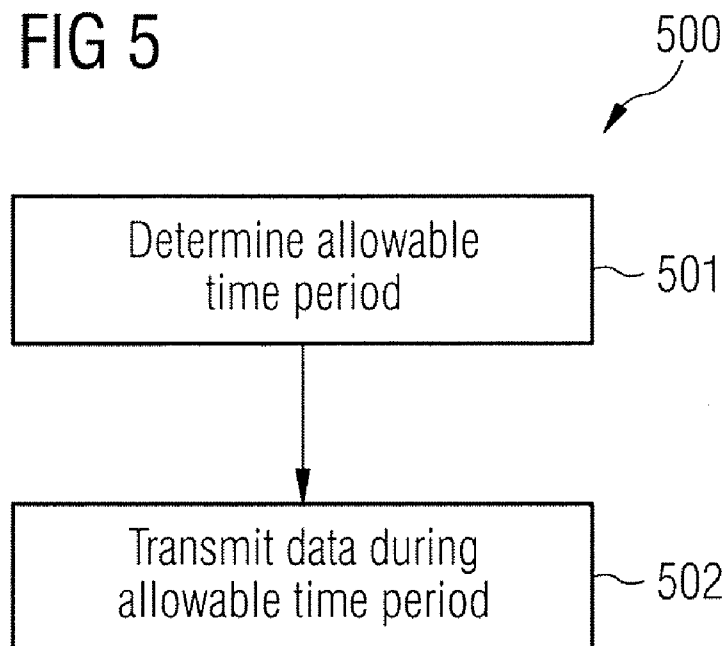 FIG 5
500
Determine allowable
time period
501
Transmit data during
allowable time period
502